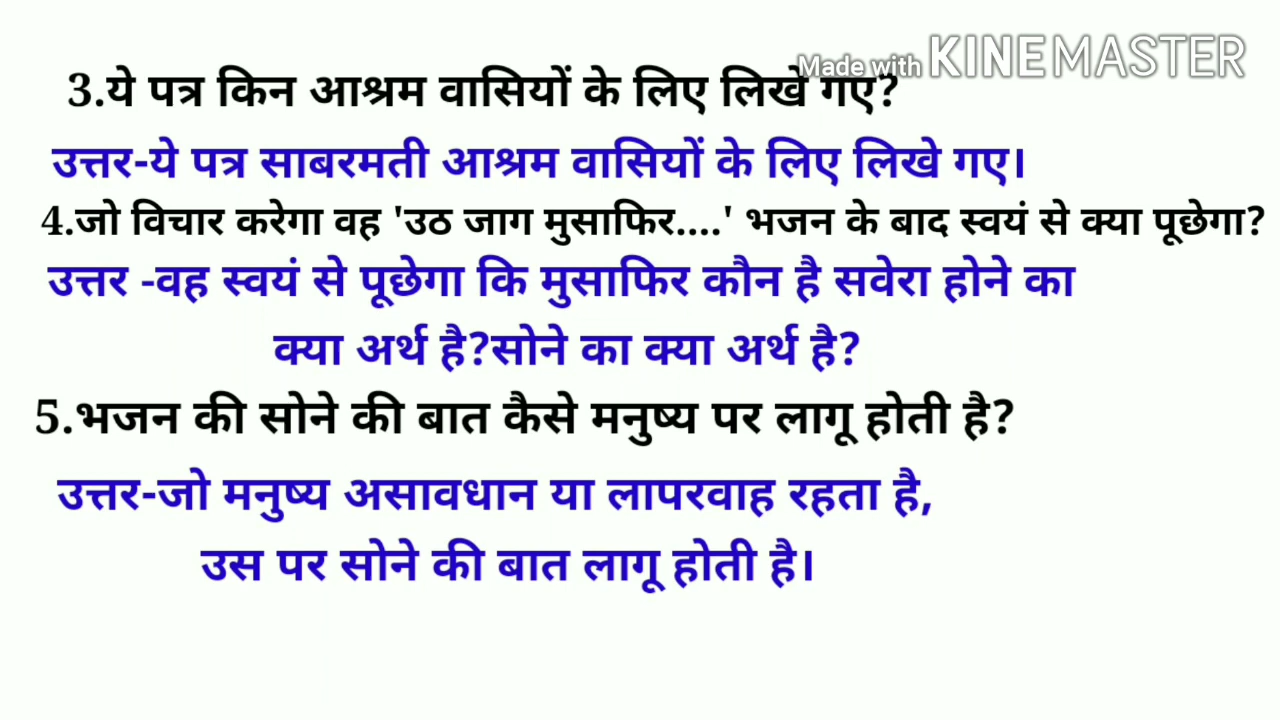 Made with KINEMASTER
3.ये पत्र किन आश्रम वासियों के लिए लिखे गए?
उत्तर-ये पत्र साबरमती आश्रम वासियों के लिए लिखे गए।
4.जो विचार करेगा वह 'उठ जाग मुसाफिर....' भजन के बाद स्वयं से क्या पूछेगा?
उत्तर -वह स्वयं से पूछेगा कि मुसाफिर कौन है सवेरा होने का
क्या अर्थ है?सोने का क्या अर्थ है?
5.भजन की सोने की बात कैसे मनुष्य पर लागू होती है?
उत्तर-जो मनुष्य असावधान या लापरवाह रहता है,
उस पर सोने की बात लागू होती है।